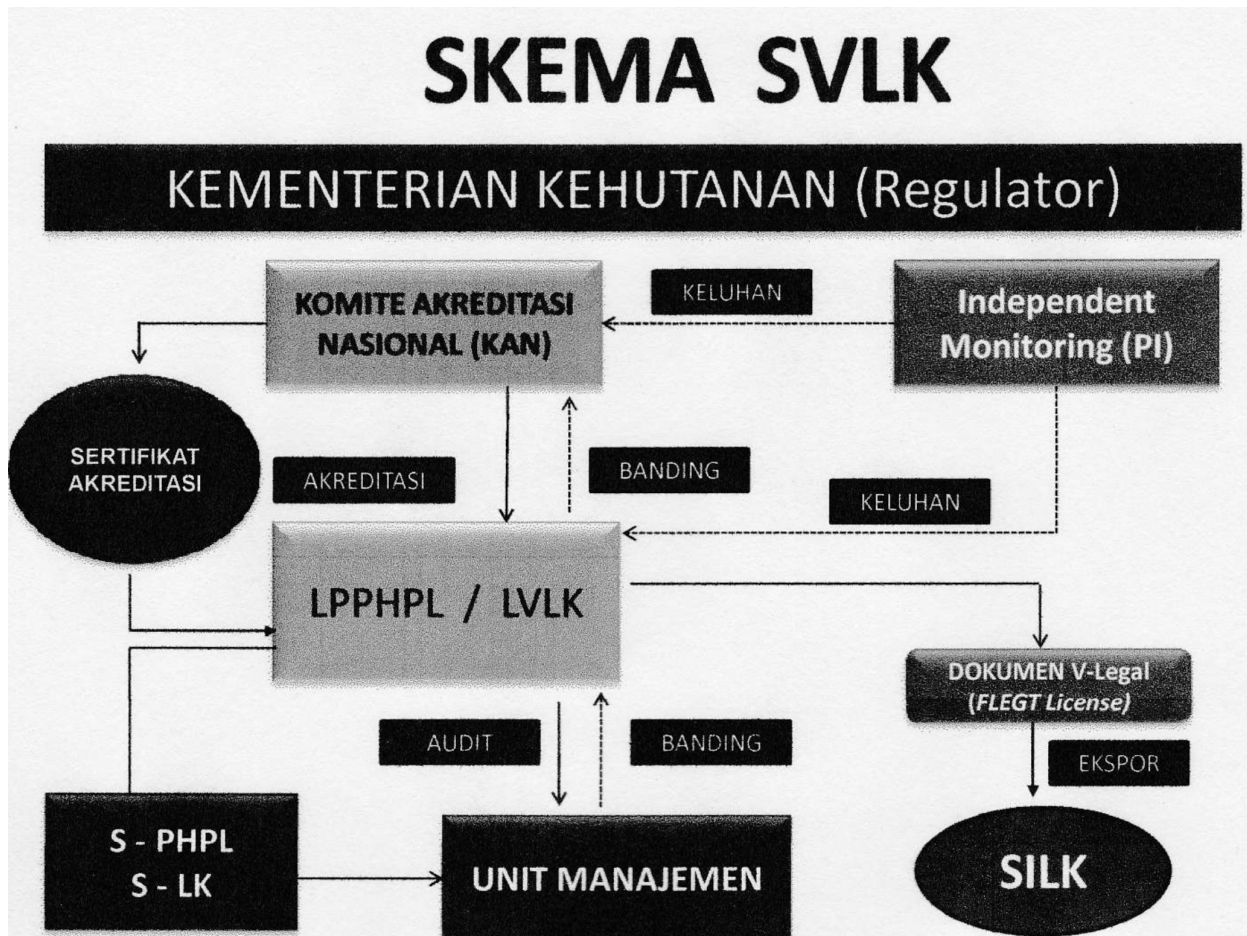 SKEMA SVLK
KEMENTERIAN KEHUTANAN (Regulator)
KOMITE AKREDITASI
NASIONAL (KAN)
KELUHAN
Independent
Monitoring (PI)
SERTIFIKAT
AKREDITASI
AKREDITASI
BANDING
KELUHAN
LPPHPL / LVLK
DOKUMEN V-Legal
(FLEGT License)
AUDIT
BANDING
EKSPOR
S - PHPL
S - LK
UNIT MANAJEMEN
SILK